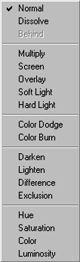 Normal
Dissolve
Behind
Multiply
Screen
Overlay
Soft Light
Hard Light
Color Dodge
Color Burn
Darken
Lighten
Difference
Exclusion
Hue
Saturation
Color
Luminosity